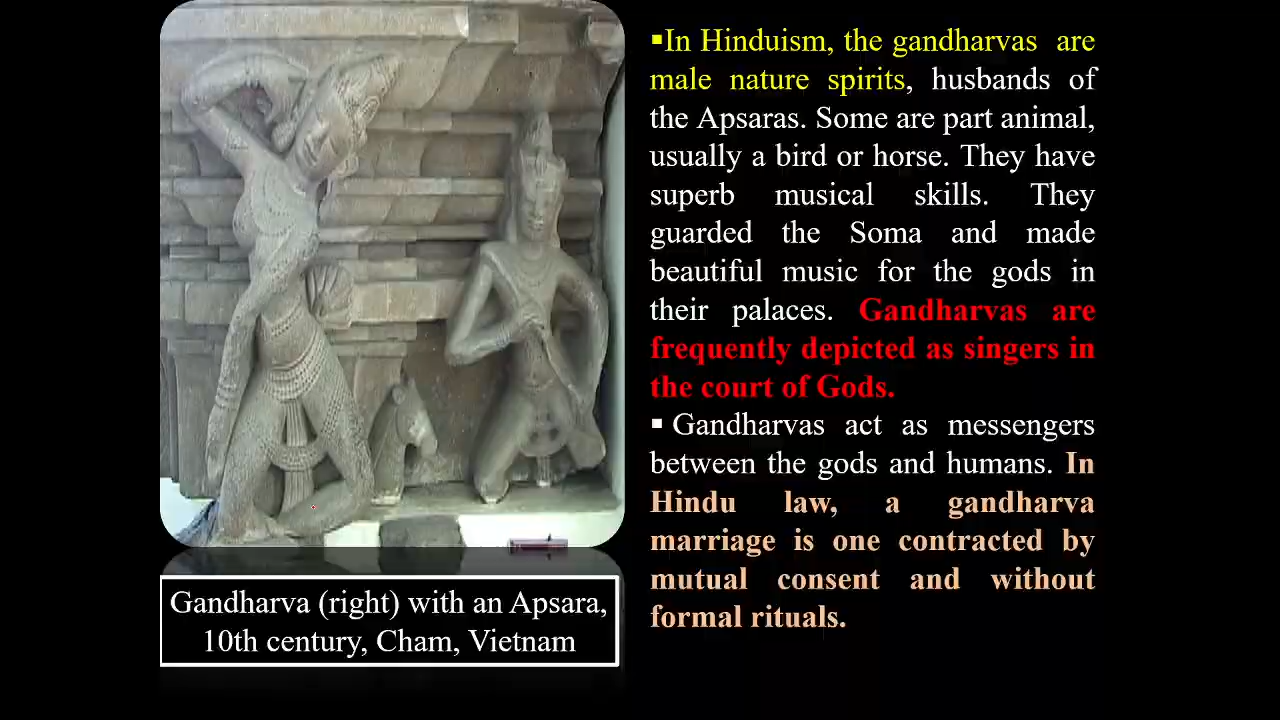 ▪In Hinduism, the gandharvas are
male nature spirits, husbands of
the Apsaras. Some are part animal,
usually a bird or horse. They have
superb musical skills. They
guarded the Soma and made
beautiful music for the gods in
their palaces. Gandharvas are
frequently depicted as singers in
the court of Gods.
▪ Gandharvas act as messengers
between the gods and humans. In
Hindu law, a gandharva
marriage is one contracted by
mutual consent and without
formal rituals.
Gandharva (right) with an Apsara,
10th century, Cham, Vietnam